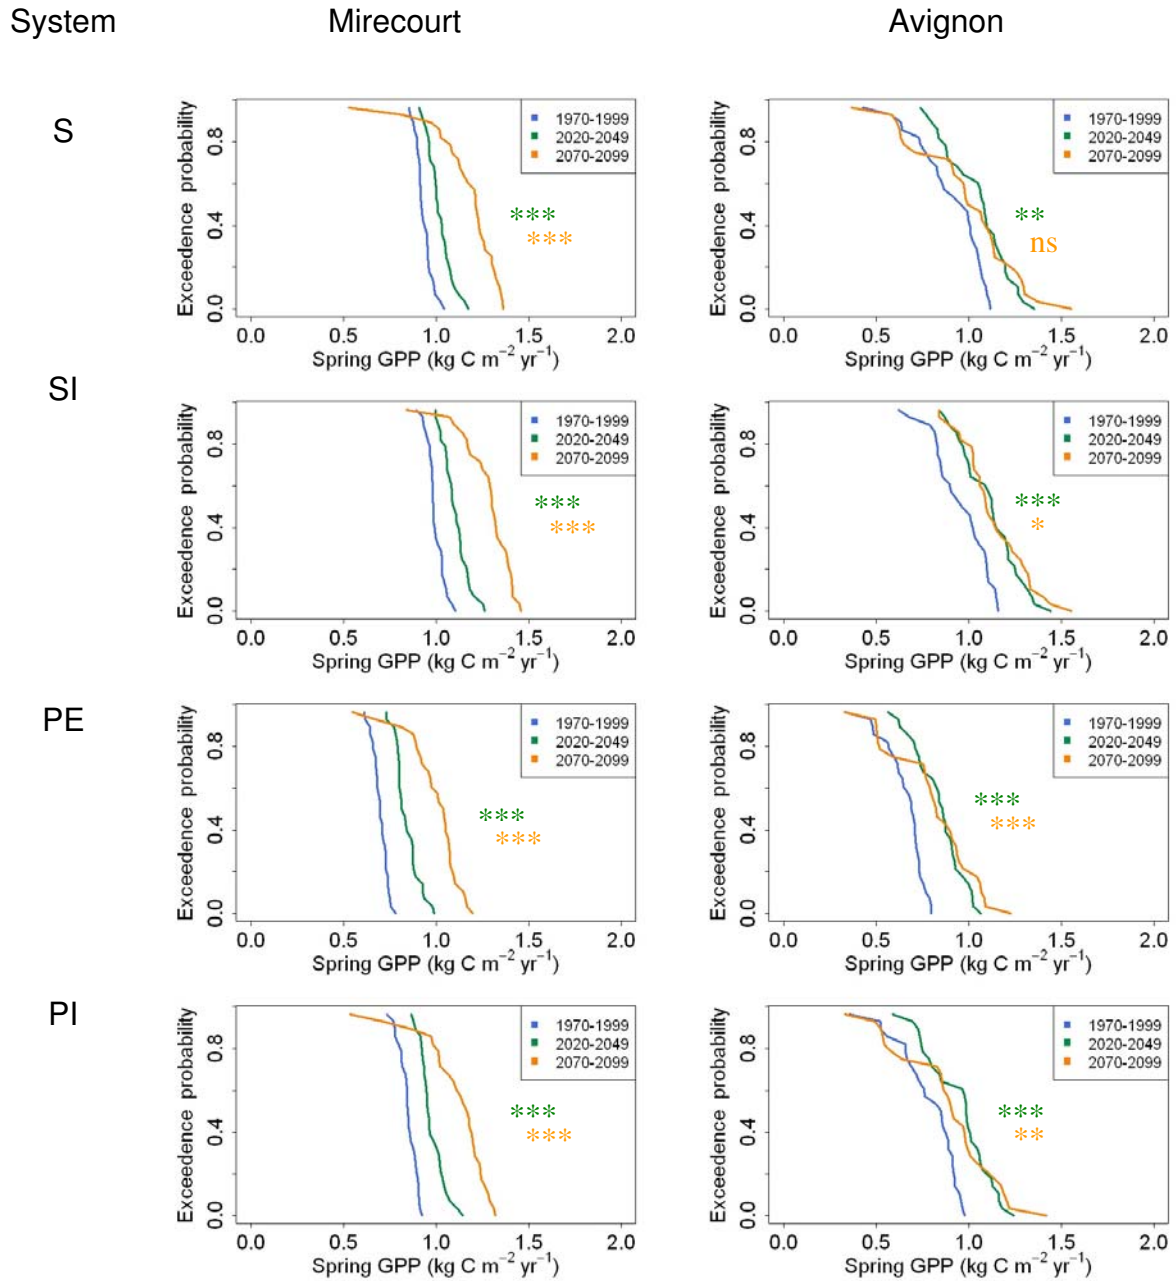 System Mirecourt Avignon
S
Exceedence probability
0.8
0.4
0.0
1970-1999
2020-2049
2070-2099
***
***
0.0 0.5 1.0 1.5 2.0
Spring GPP (kg C m⁻² yr⁻¹)
Exceedence probability
0.8
0.4
0.0
1970-1999
2020-2049
2070-2099
**
ns
0.0 0.5 1.0 1.5 2.0
Spring GPP (kg C m⁻² yr⁻¹)
SI
Exceedence probability
0.8
0.4
0.0
1970-1999
2020-2049
2070-2099
***
***
0.0 0.5 1.0 1.5 2.0
Spring GPP (kg C m⁻² yr⁻¹)
Exceedence probability
0.8
0.4
0.0
1970-1999
2020-2049
2070-2099
***
*
0.0 0.5 1.0 1.5 2.0
Spring GPP (kg C m⁻² yr⁻¹)
PE
Exceedence probability
0.8
0.4
0.0
1970-1999
2020-2049
2070-2099
***
***
0.0 0.5 1.0 1.5 2.0
Spring GPP (kg C m⁻² yr⁻¹)
Exceedence probability
0.8
0.4
0.0
1970-1999
2020-2049
2070-2099
***
***
0.0 0.5 1.0 1.5 2.0
Spring GPP (kg C m⁻² yr⁻¹)
PI
Exceedence probability
0.8
0.4
0.0
1970-1999
2020-2049
2070-2099
***
***
0.0 0.5 1.0 1.5 2.0
Spring GPP (kg C m⁻² yr⁻¹)
Exceedence probability
0.8
0.4
0.0
1970-1999
2020-2049
2070-2099
***
**
0.0 0.5 1.0 1.5 2.0
Spring GPP (kg C m⁻² yr⁻¹)